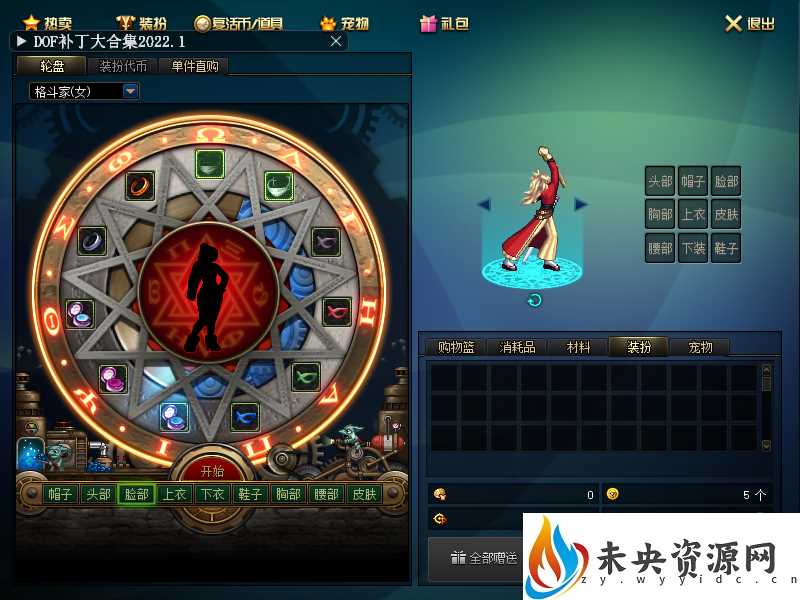 热卖 装扮 复活币/道具 宠物 礼包 退出
DOF补丁大合集2022.1
轮盘 装扮代币 单件直购
格斗家(女)
头部 帽子 脸部
胸部 上衣 皮肤
腰部 下装 鞋子
购物篮 消耗品 材料 装扮 宠物
开始
帽子 头部 脸部 上衣 下衣 鞋子 胸部 腰部 皮肤
0
5 个
全部赠送
未央资源网
zy.wyyidc.cn